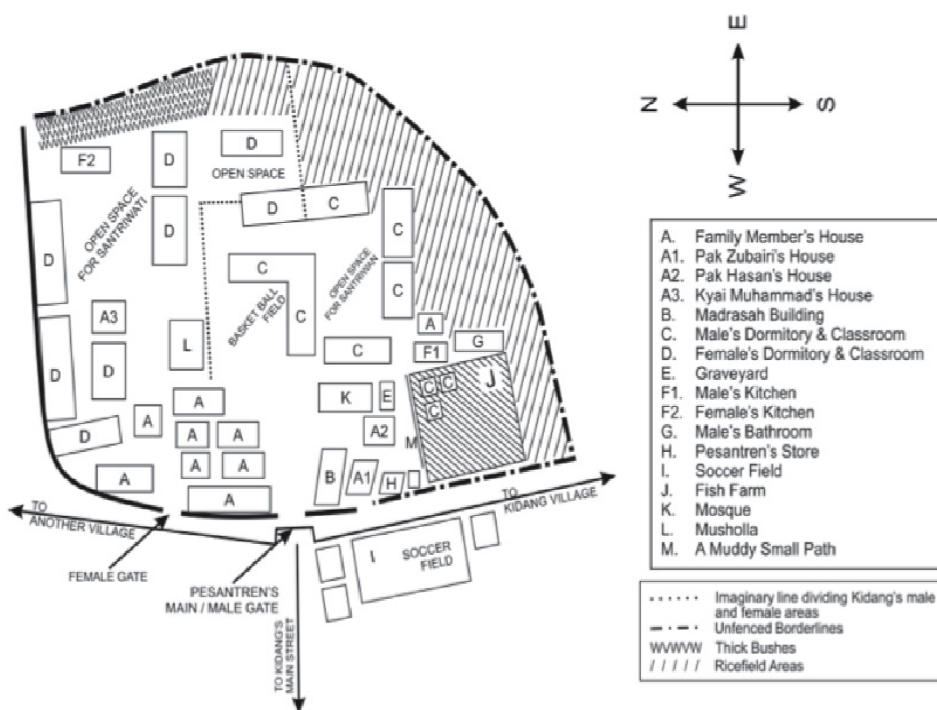 E
N
S
W
F2
D
D
OPEN SPACE
OPEN SPACE
FOR SANTRIWATI
D
D
C
D
C
OPEN SPACE
FOR SANTRIWAN
C
D
C
C
BASKET BALL
FIELD
A3
L
C
A
F1
G
D
D
A
K
E
C
C
C
J
A
A
A
A2
M
D
A
A
A
A
B
A1
H
TO
ANOTHER VILLAGE
TO
KIDANG VILLAGE
FEMALE GATE
PESANTREN'S
MAIN / MALE GATE
I
SOCCER
FIELD
TO KIDANG'S
MAIN STREET
A. Family Member's House
A1. Pak Zubairi's House
A2. Pak Hasan's House
A3. Kyai Muhammad's House
B. Madrasah Building
C. Male's Dormitory & Classroom
D. Female's Dormitory & Classroom
E. Graveyard
F1. Male's Kitchen
F2. Female's Kitchen
G. Male's Bathroom
H. Pesantren's Store
I. Soccer Field
J. Fish Farm
K. Mosque
L. Musholla
M. A Muddy Small Path
Imaginary line dividing Kidang's male
and female areas
Unfenced Borderlines
Thick Bushes
Ricefield Areas